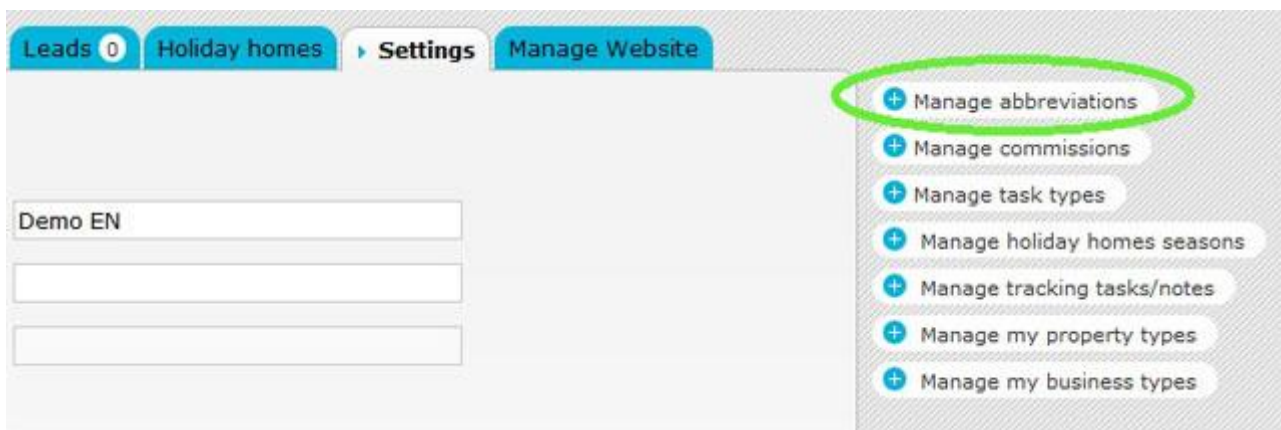 Leads 0 Holiday homes Settings Manage Website
Manage abbreviations
Manage commissions
Manage task types
Demo EN
Manage holiday homes seasons
Manage tracking tasks/notes
Manage my property types
Manage my business types